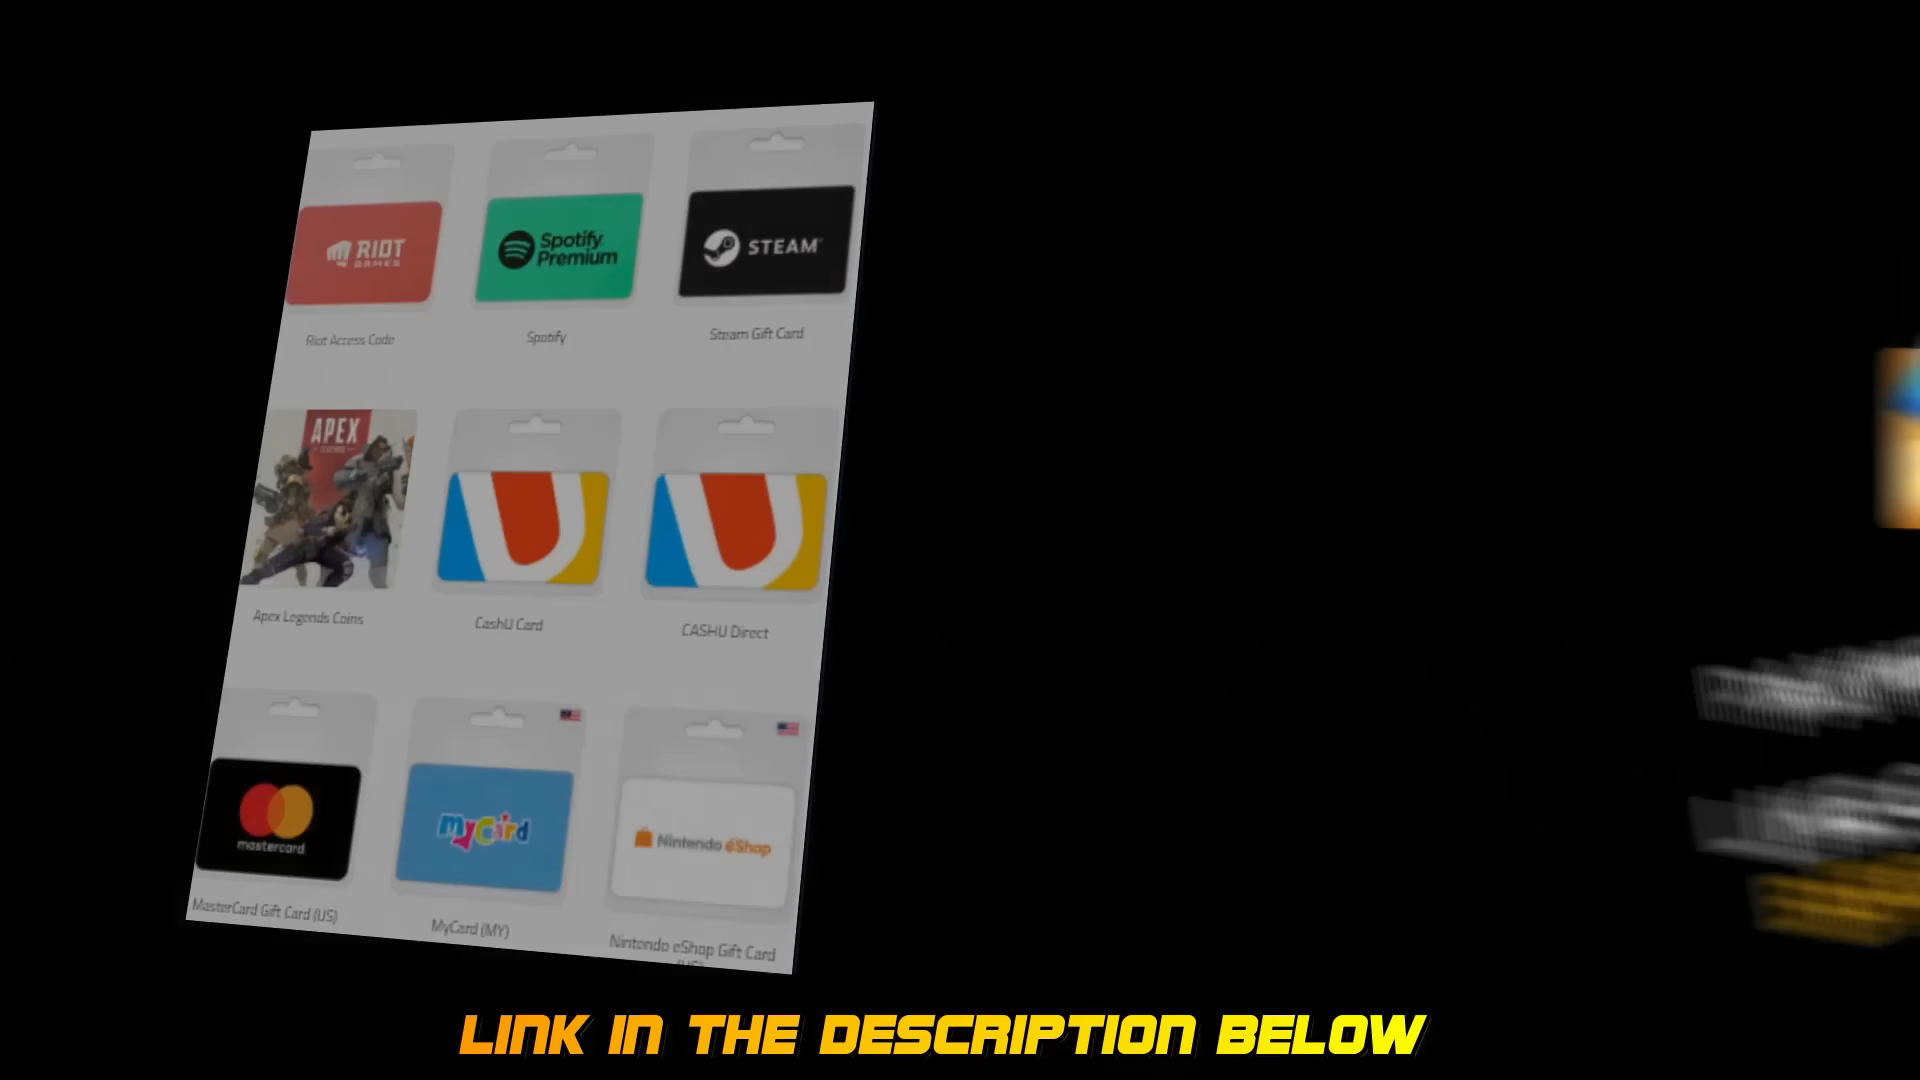 RIOT
GAMES
Spotify
Premium
STEAM
Riot Access Code
Spotify
Steam Gift Card
APEX
LEGENDS
Apex Legends Coins
CashU Card
CASHU Direct
mastercard
MyCard
Nintendo eShop
MasterCard Gift Card (US)
MyCard (MY)
Nintendo eShop Gift Card
LINK IN THE DESCRIPTION BELOW